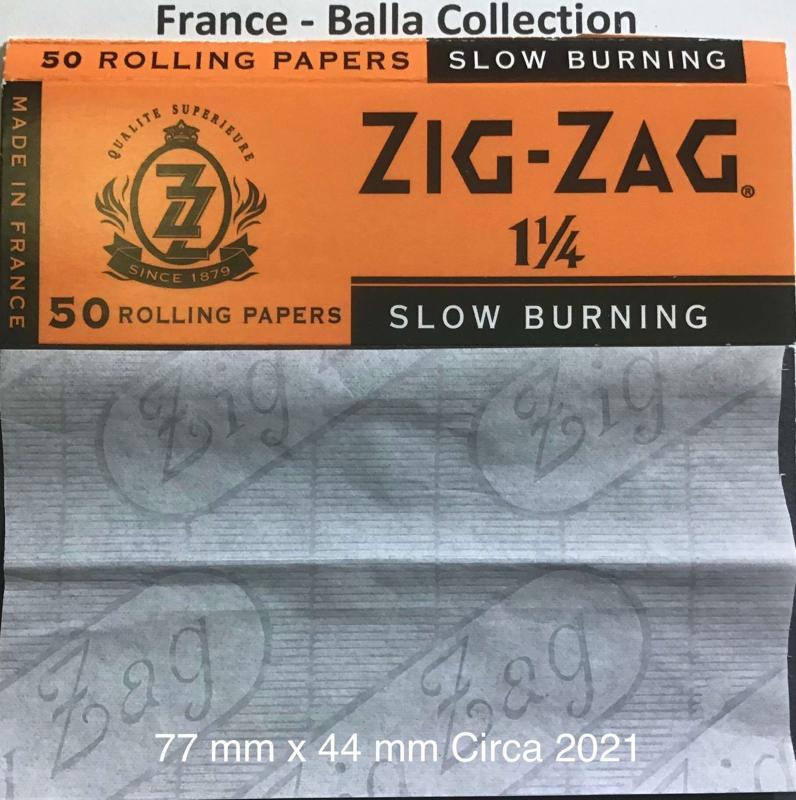 France - Balla Collection
50 ROLLING PAPERS SLOW BURNING
MADE IN FRANCE
QUALITE SUPERIEURE
ZZ
SINCE 1879
ZIG-ZAG®
1¼
50 ROLLING PAPERS
SLOW BURNING
Zig Zig
Zag Zag
77 mm x 44 mm Circa 2021